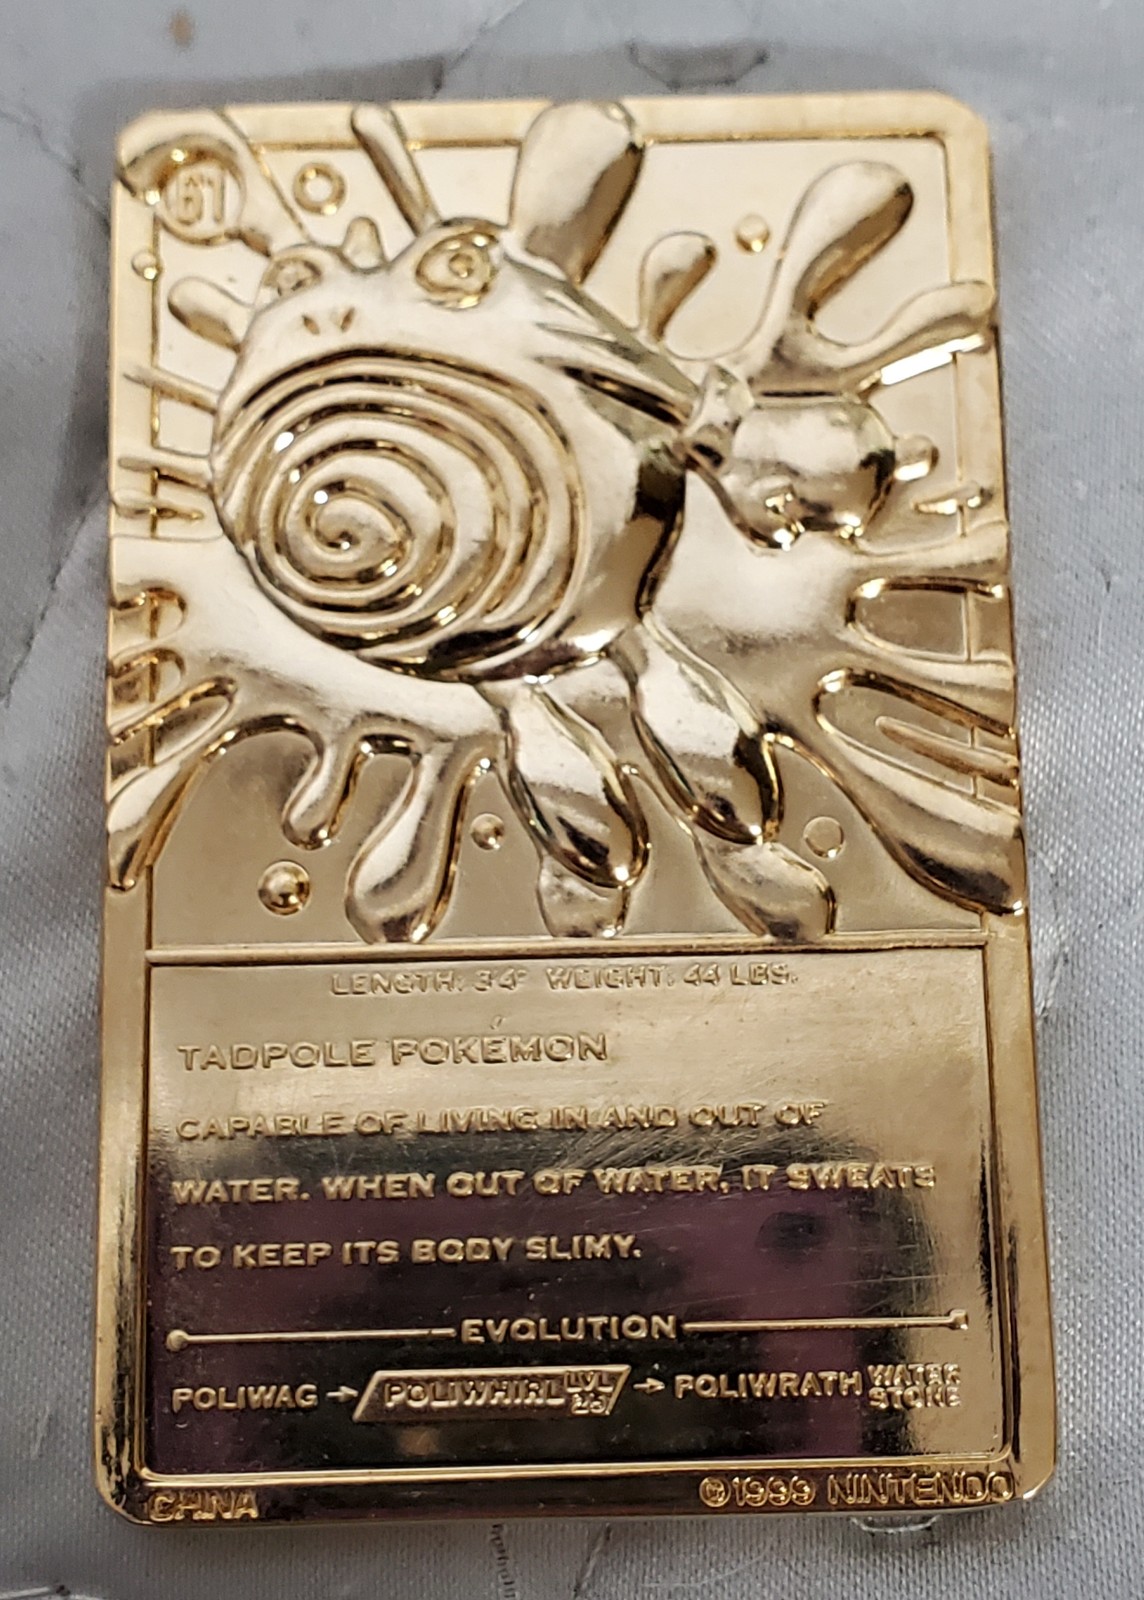 61
LENGTH: 3'4" WEIGHT: 44 LBS.
TADPOLE POKÉMON
CAPABLE OF LIVING IN AND OUT OF
WATER. WHEN OUT OF WATER, IT SWEATS
TO KEEP ITS BODY SLIMY.
EVOLUTION
POLIWAG → POLIWHIRL LVL 25 → POLIWRATH WATER STONE
CHINA ©1999 NINTENDO